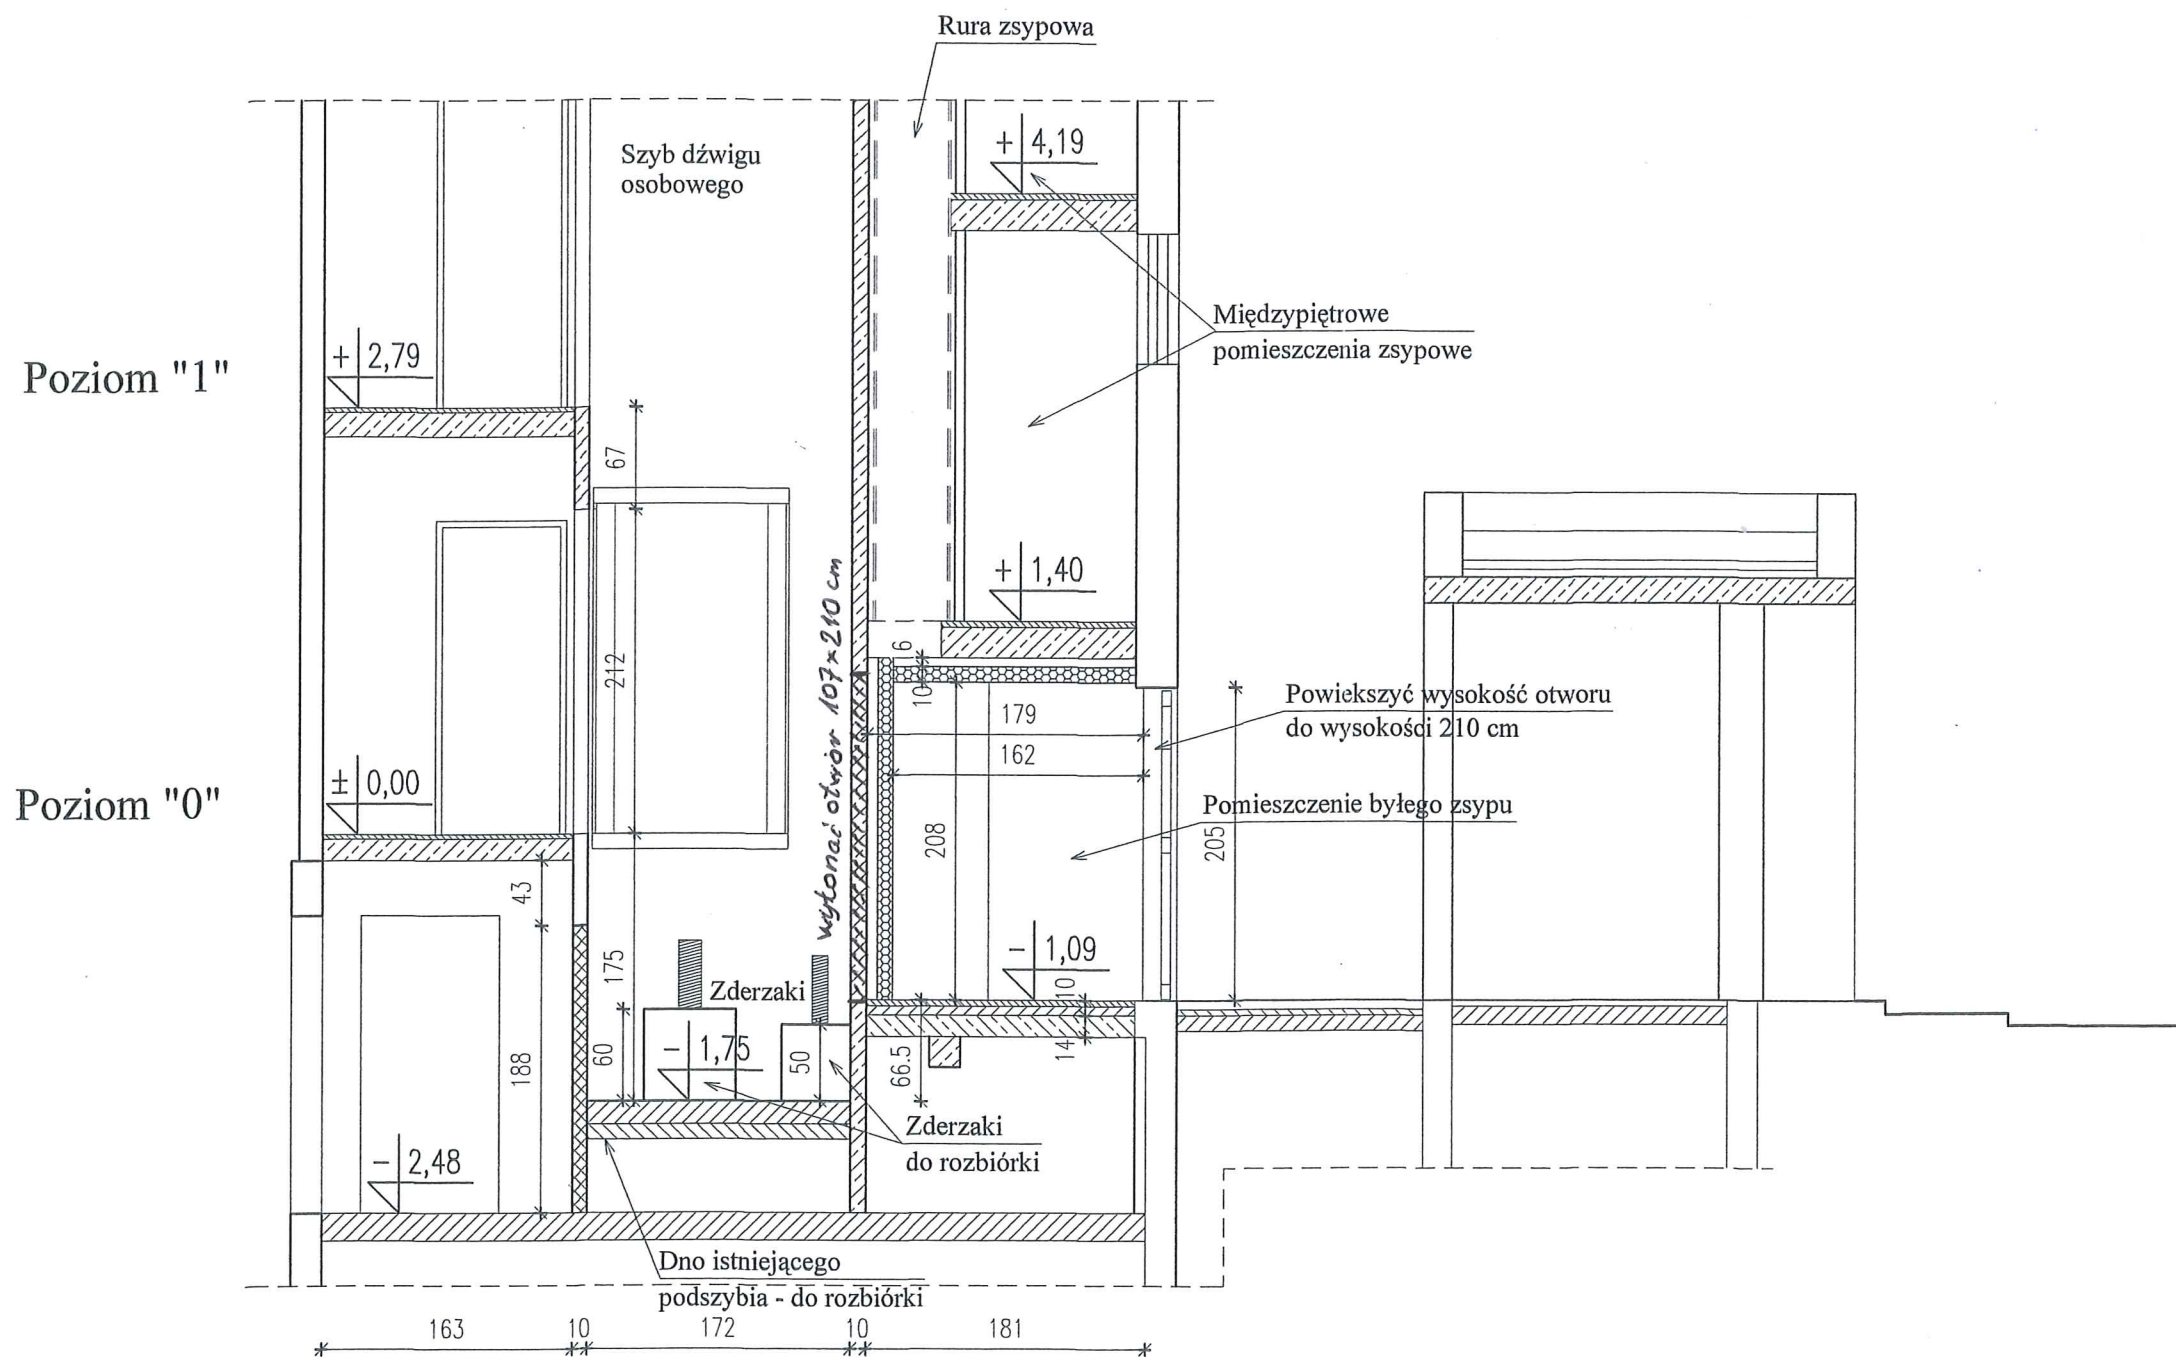 Rura zsypowa
Szyb dźwigu
osobowego
+ 4,19
Międzypiętrowe
pomieszczenia zsypowe
Poziom "1"
+ 2,79
67
+ 1,40
6
10
212
wykonać otwór 107×210 cm
179
162
Powiekszyć wysokość otworu
do wysokości 210 cm
Poziom "0"
± 0,00
Pomieszczenie byłego zsypu
208
205
43
175
Zderzaki
- 1,09
10
14
188
60
- 1,75
50
66.5
Zderzaki
do rozbiórki
- 2,48
Dno istniejącego
podszybia - do rozbiórki
163 10 172 10 181